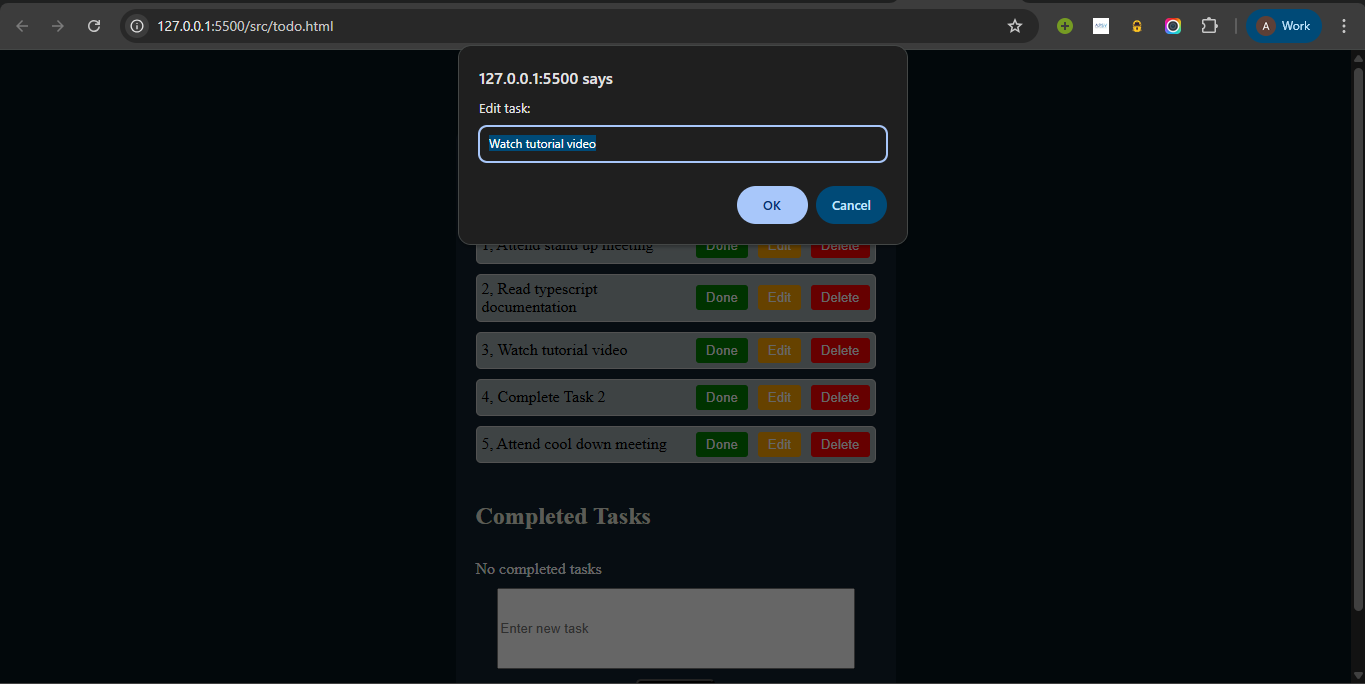 127.0.0.1:5500/src/todo.html
A Work
127.0.0.1:5500 says
Edit task:
Watch tutorial video
OK Cancel
1, Attend stand up meeting Done Edit Delete
2, Read typescript
documentation Done Edit Delete
3, Watch tutorial video Done Edit Delete
4, Complete Task 2 Done Edit Delete
5, Attend cool down meeting Done Edit Delete
Completed Tasks
No completed tasks
Enter new task